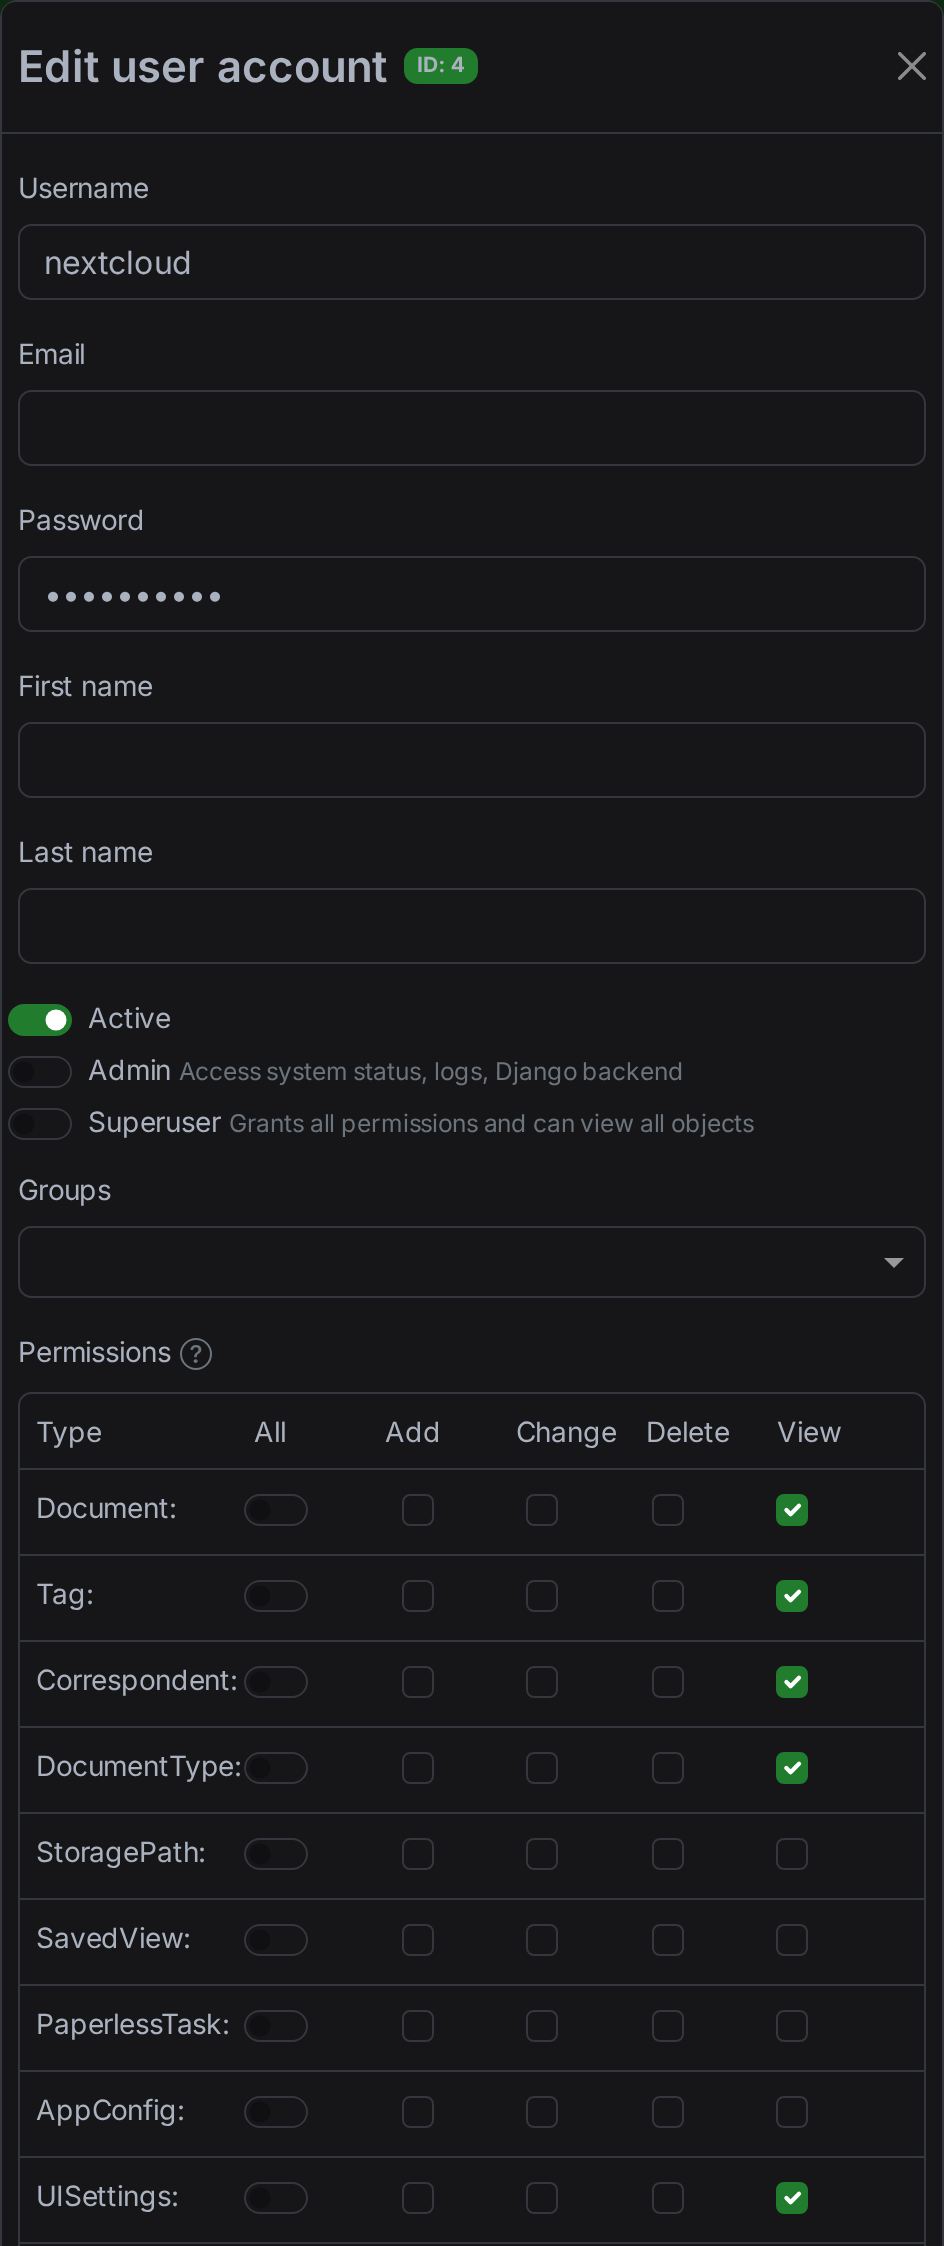 Edit user account ID: 4
Username
nextcloud
Email
Password
••••••••••
First name
Last name
Active
Admin Access system status, logs, Django backend
Superuser Grants all permissions and can view all objects
Groups
Permissions ?
Type All Add Change Delete View
Document:
Tag:
Correspondent:
DocumentType:
StoragePath:
SavedView:
PaperlessTask:
AppConfig:
UISettings: